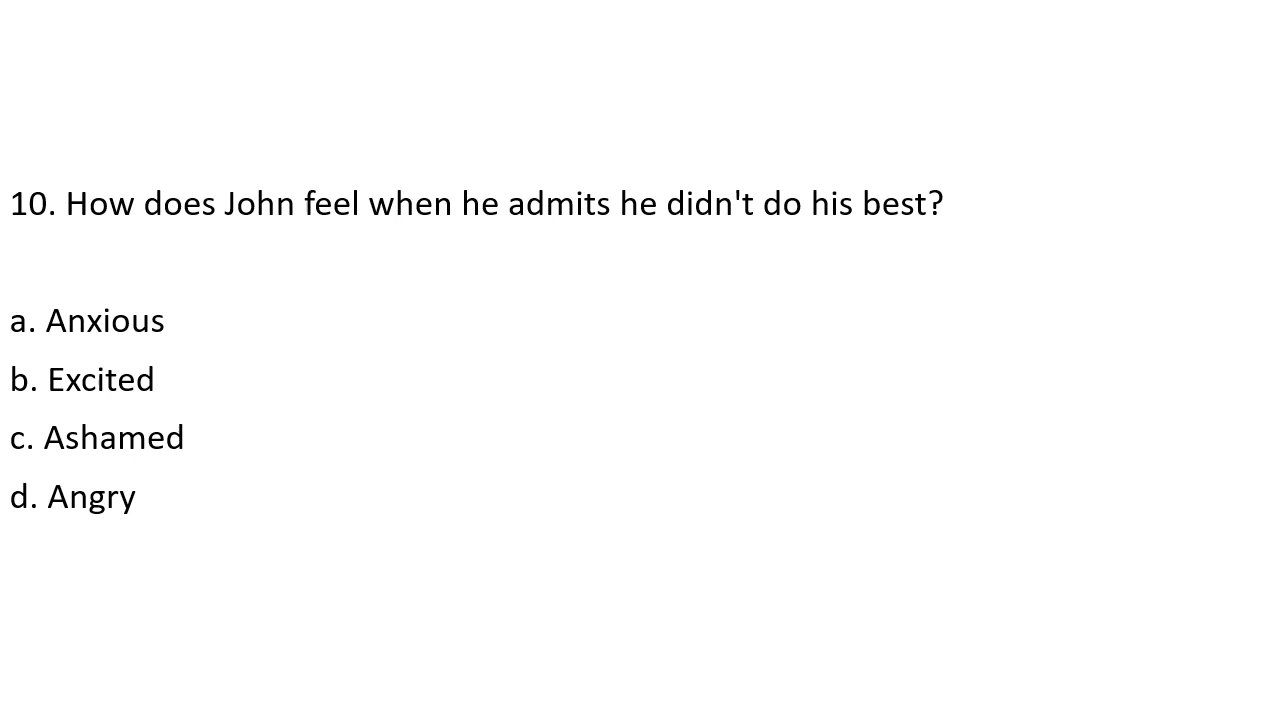 10. How does John feel when he admits he didn't do his best?
a. Anxious
b. Excited
c. Ashamed
d. Angry